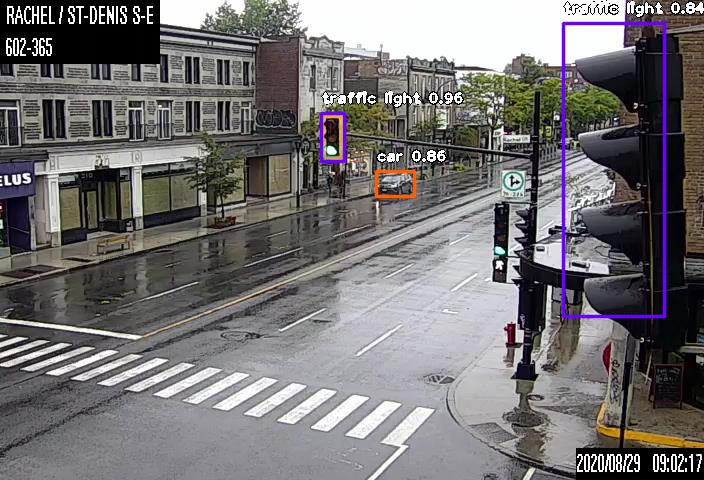 RACHEL / ST-DENIS S-E
602-365
traffic light 0.84
traffic light 0.96
car 0.86
ELUS
2020/08/29 09:02:17